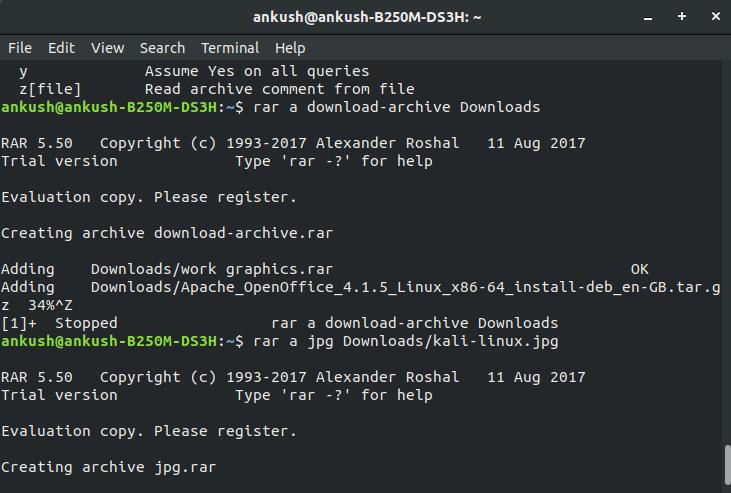 ankush@ankush-B250M-DS3H: ~
File Edit View Search Terminal Help
y Assume Yes on all queries
z[file] Read archive comment from file
ankush@ankush-B250M-DS3H:~$ rar a download-archive Downloads
RAR 5.50 Copyright (c) 1993-2017 Alexander Roshal 11 Aug 2017
Trial version Type 'rar -?' for help
Evaluation copy. Please register.
Creating archive download-archive.rar
Adding Downloads/work graphics.rar OK
Adding Downloads/Apache_OpenOffice_4.1.5_Linux_x86-64_install-deb_en-GB.tar.g
z 34%^Z
[1]+ Stopped rar a download-archive Downloads
ankush@ankush-B250M-DS3H:~$ rar a jpg Downloads/kali-linux.jpg
RAR 5.50 Copyright (c) 1993-2017 Alexander Roshal 11 Aug 2017
Trial version Type 'rar -?' for help
Evaluation copy. Please register.
Creating archive jpg.rar